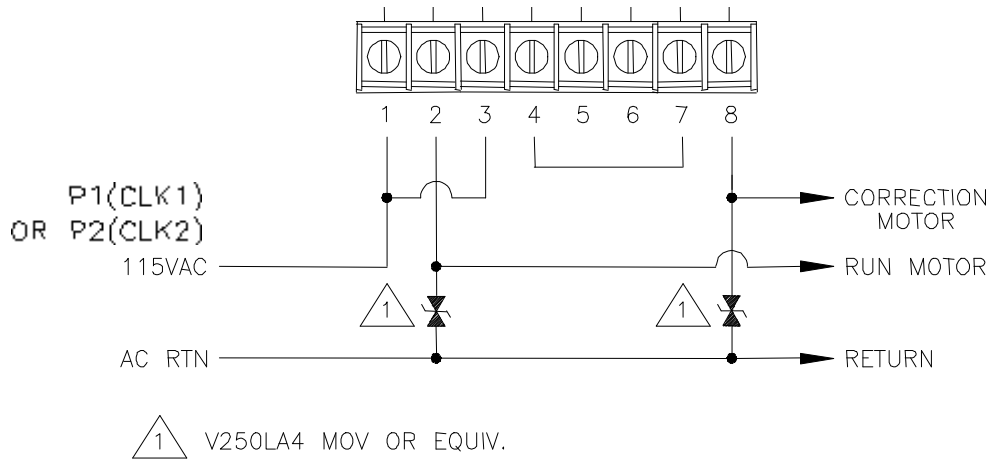 1 2 3 4 5 6 7 8
P1(CLK1)
OR P2(CLK2)
115VAC
CORRECTION
MOTOR
RUN MOTOR
1
1
AC RTN
RETURN
1 V250LA4 MOV OR EQUIV.